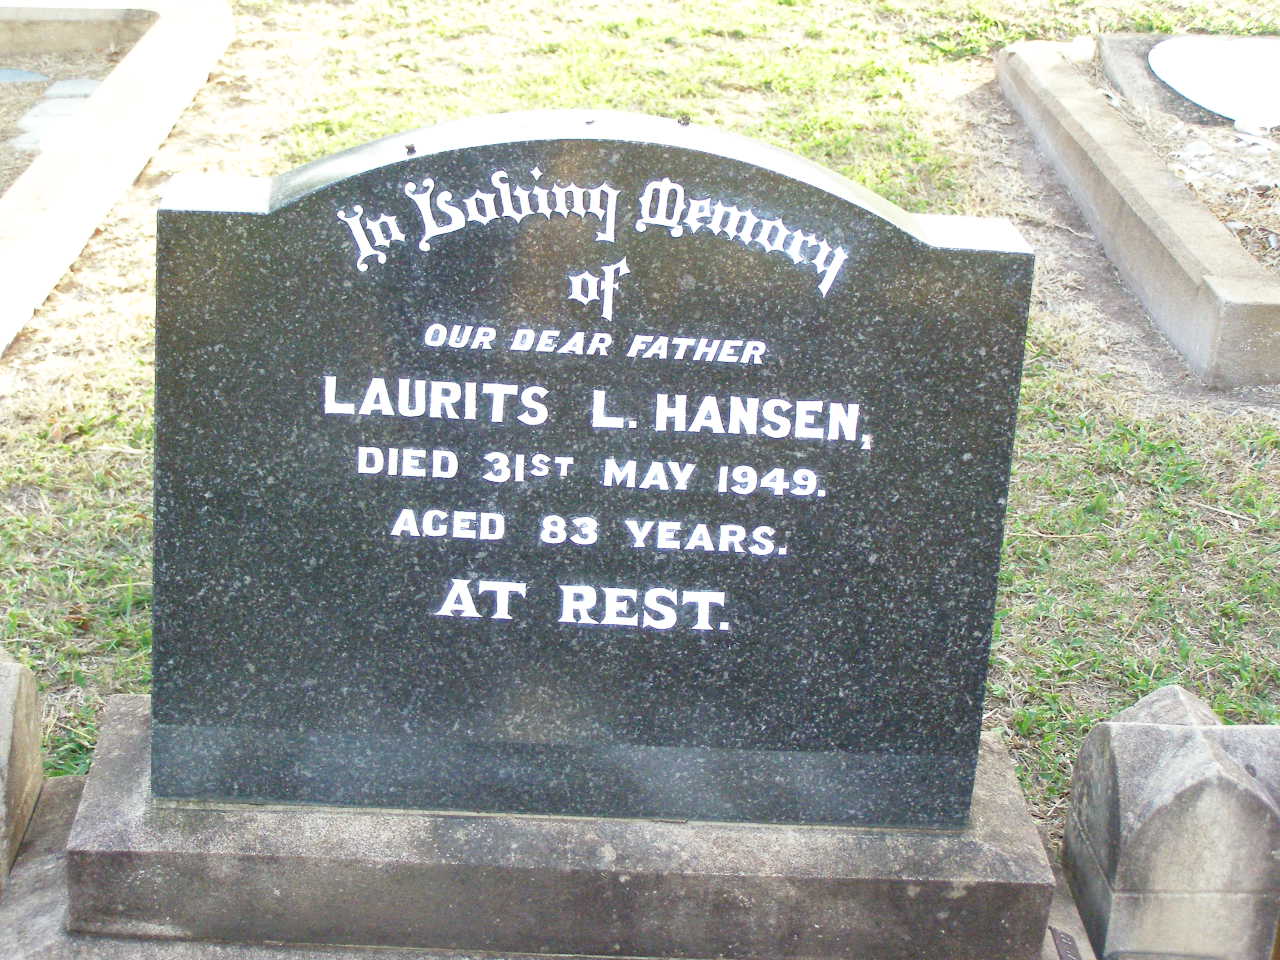 In Loving Memory
of
OUR DEAR FATHER
LAURITS L. HANSEN,
DIED 31ST MAY 1949.
AGED 83 YEARS.
AT REST.